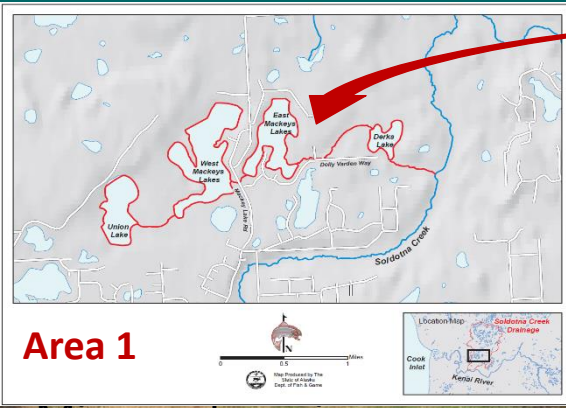 East
Mackeys
Lakes
Derks
Lake
West
Mackeys
Lakes
Dolly Varden Way
Mackey Lake Rd
Union
Lake
Soldotna Creek
Area 1
N
0
0.5
1
Miles
Map Produced by The
State of Alaska
Dept. of Fish & Game
Location Map
Soldotna Creek
Drainage
Cook
Inlet
Kenai River